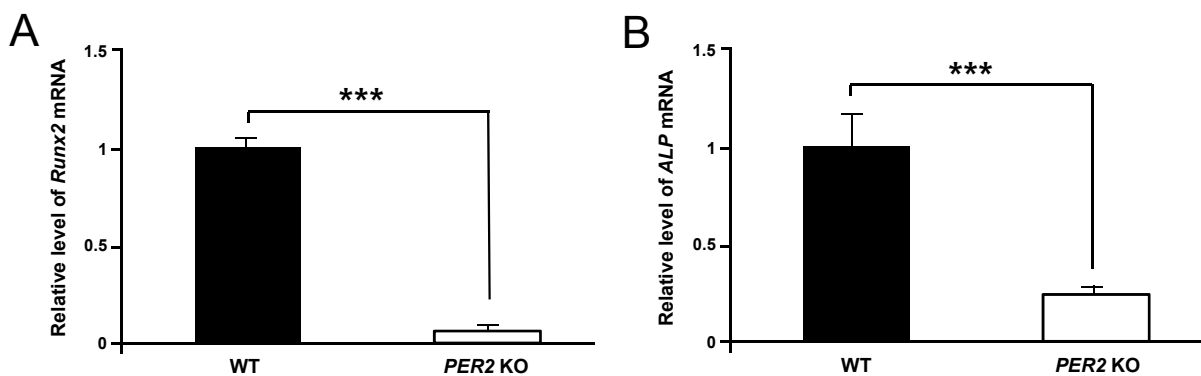 A
Relative level of Runx2 mRNA
1.5
1
0.5
0
***
WT
PER2 KO
B
Relative level of ALP mRNA
1.5
1
0.5
0
***
WT
PER2 KO